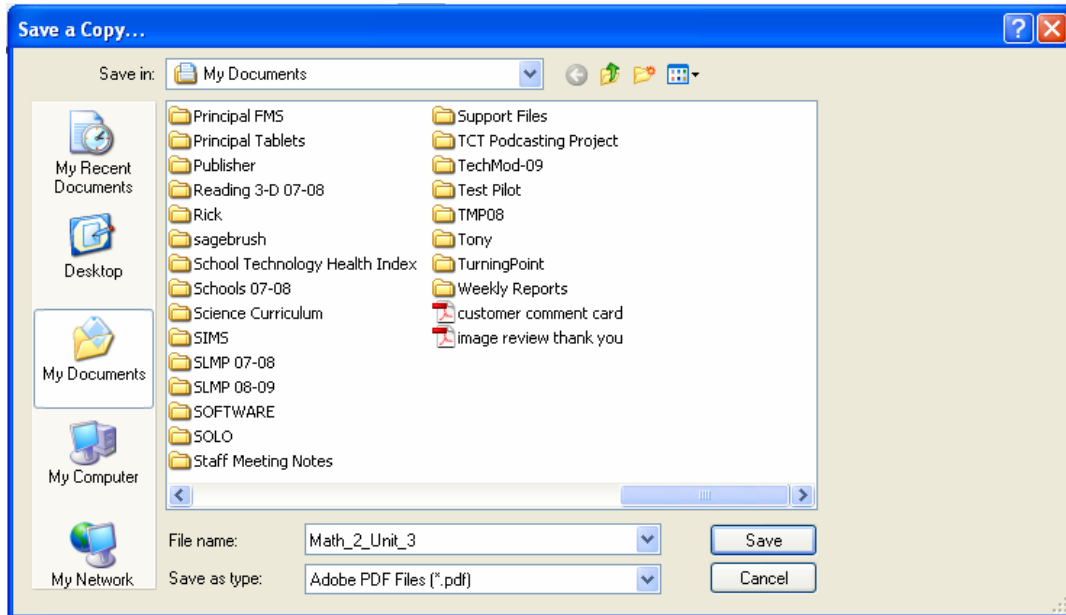 Save a Copy...
Save in: My Documents
My Recent
Documents
Desktop
My Documents
My Computer
My Network
Principal FMS
Principal Tablets
Publisher
Reading 3-D 07-08
Rick
sagebrush
School Technology Health Index
Schools 07-08
Science Curriculum
SIMS
SLMP 07-08
SLMP 08-09
SOFTWARE
SOLO
Staff Meeting Notes
Support Files
TCT Podcasting Project
TechMod-09
Test Pilot
TMP08
Tony
TurningPoint
Weekly Reports
customer comment card
image review thank you
File name: Math_2_Unit_3 Save
Save as type: Adobe PDF Files (*.pdf) Cancel